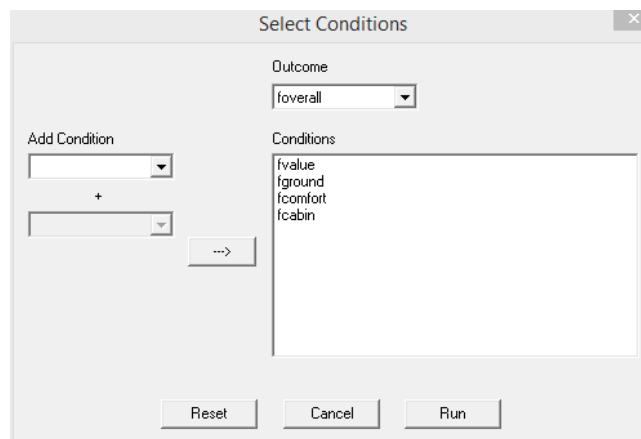 Select Conditions
Outcome
foverall
Add Condition
Conditions
fvalue
fground
fcomfort
fcabin
+
--->
Reset Cancel Run